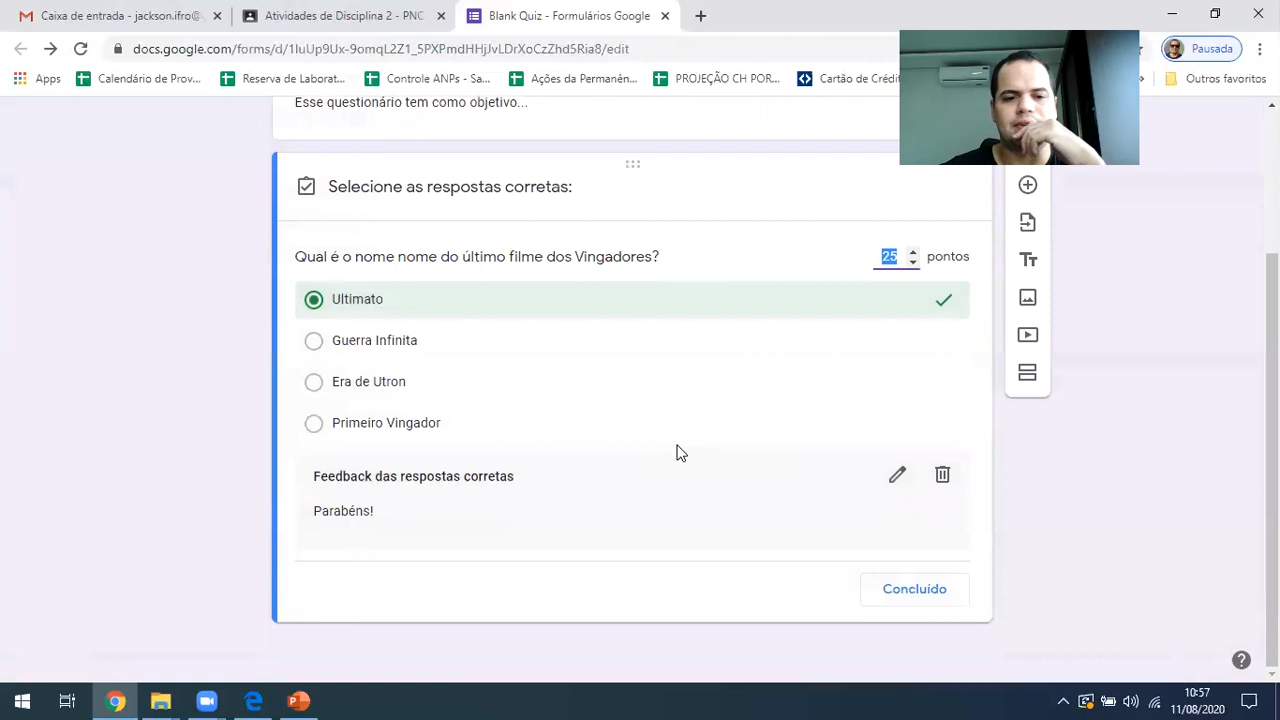 Caixa de entrada - jackson.ifro@
Atividades de Disciplina 2 - PNC
Blank Quiz - Formulários Google
docs.google.com/forms/d/1IuUp9Ux-9omqL2Z1_5PXPmdHHjJvLDrXoCzZhd5Ria8/edit
Pausada
Apps
Calendário de Prov...
Reserva de Laborat...
Controle ANPs - Sa...
Ações da Permanên...
PROJEÇÃO CH POR...
Cartão de Crédit
Outros favoritos
Esse questionário tem como objetivo...
Selecione as respostas corretas:
Qual é o nome nome do último filme dos Vingadores?
25 pontos
Ultimato
Guerra Infinita
Era de Utron
Primeiro Vingador
Feedback das respostas corretas
Parabéns!
Concluído
10:57
11/08/2020